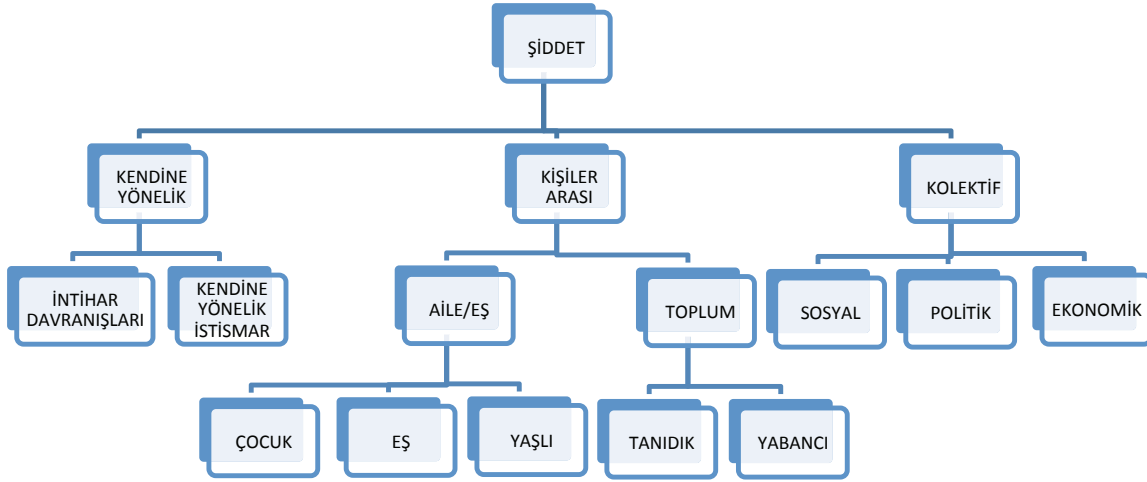 ŞİDDET
KENDİNE
YÖNELİK
KİŞİLER
ARASI
KOLEKTİF
İNTİHAR
DAVRANIŞLARI
KENDİNE
YÖNELİK
İSTİSMAR
AİLE/EŞ
TOPLUM
SOSYAL
POLİTİK
EKONOMİK
ÇOCUK
EŞ
YAŞLI
TANIDIK
YABANCI